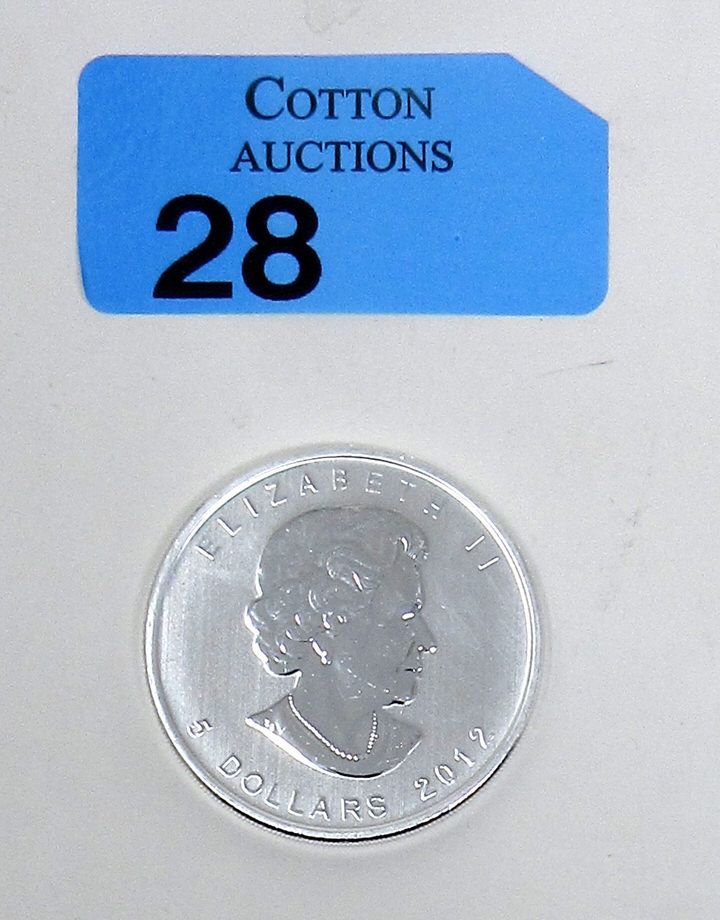 COTTON
AUCTIONS
28
ELIZABETH II
5 DOLLARS 2012